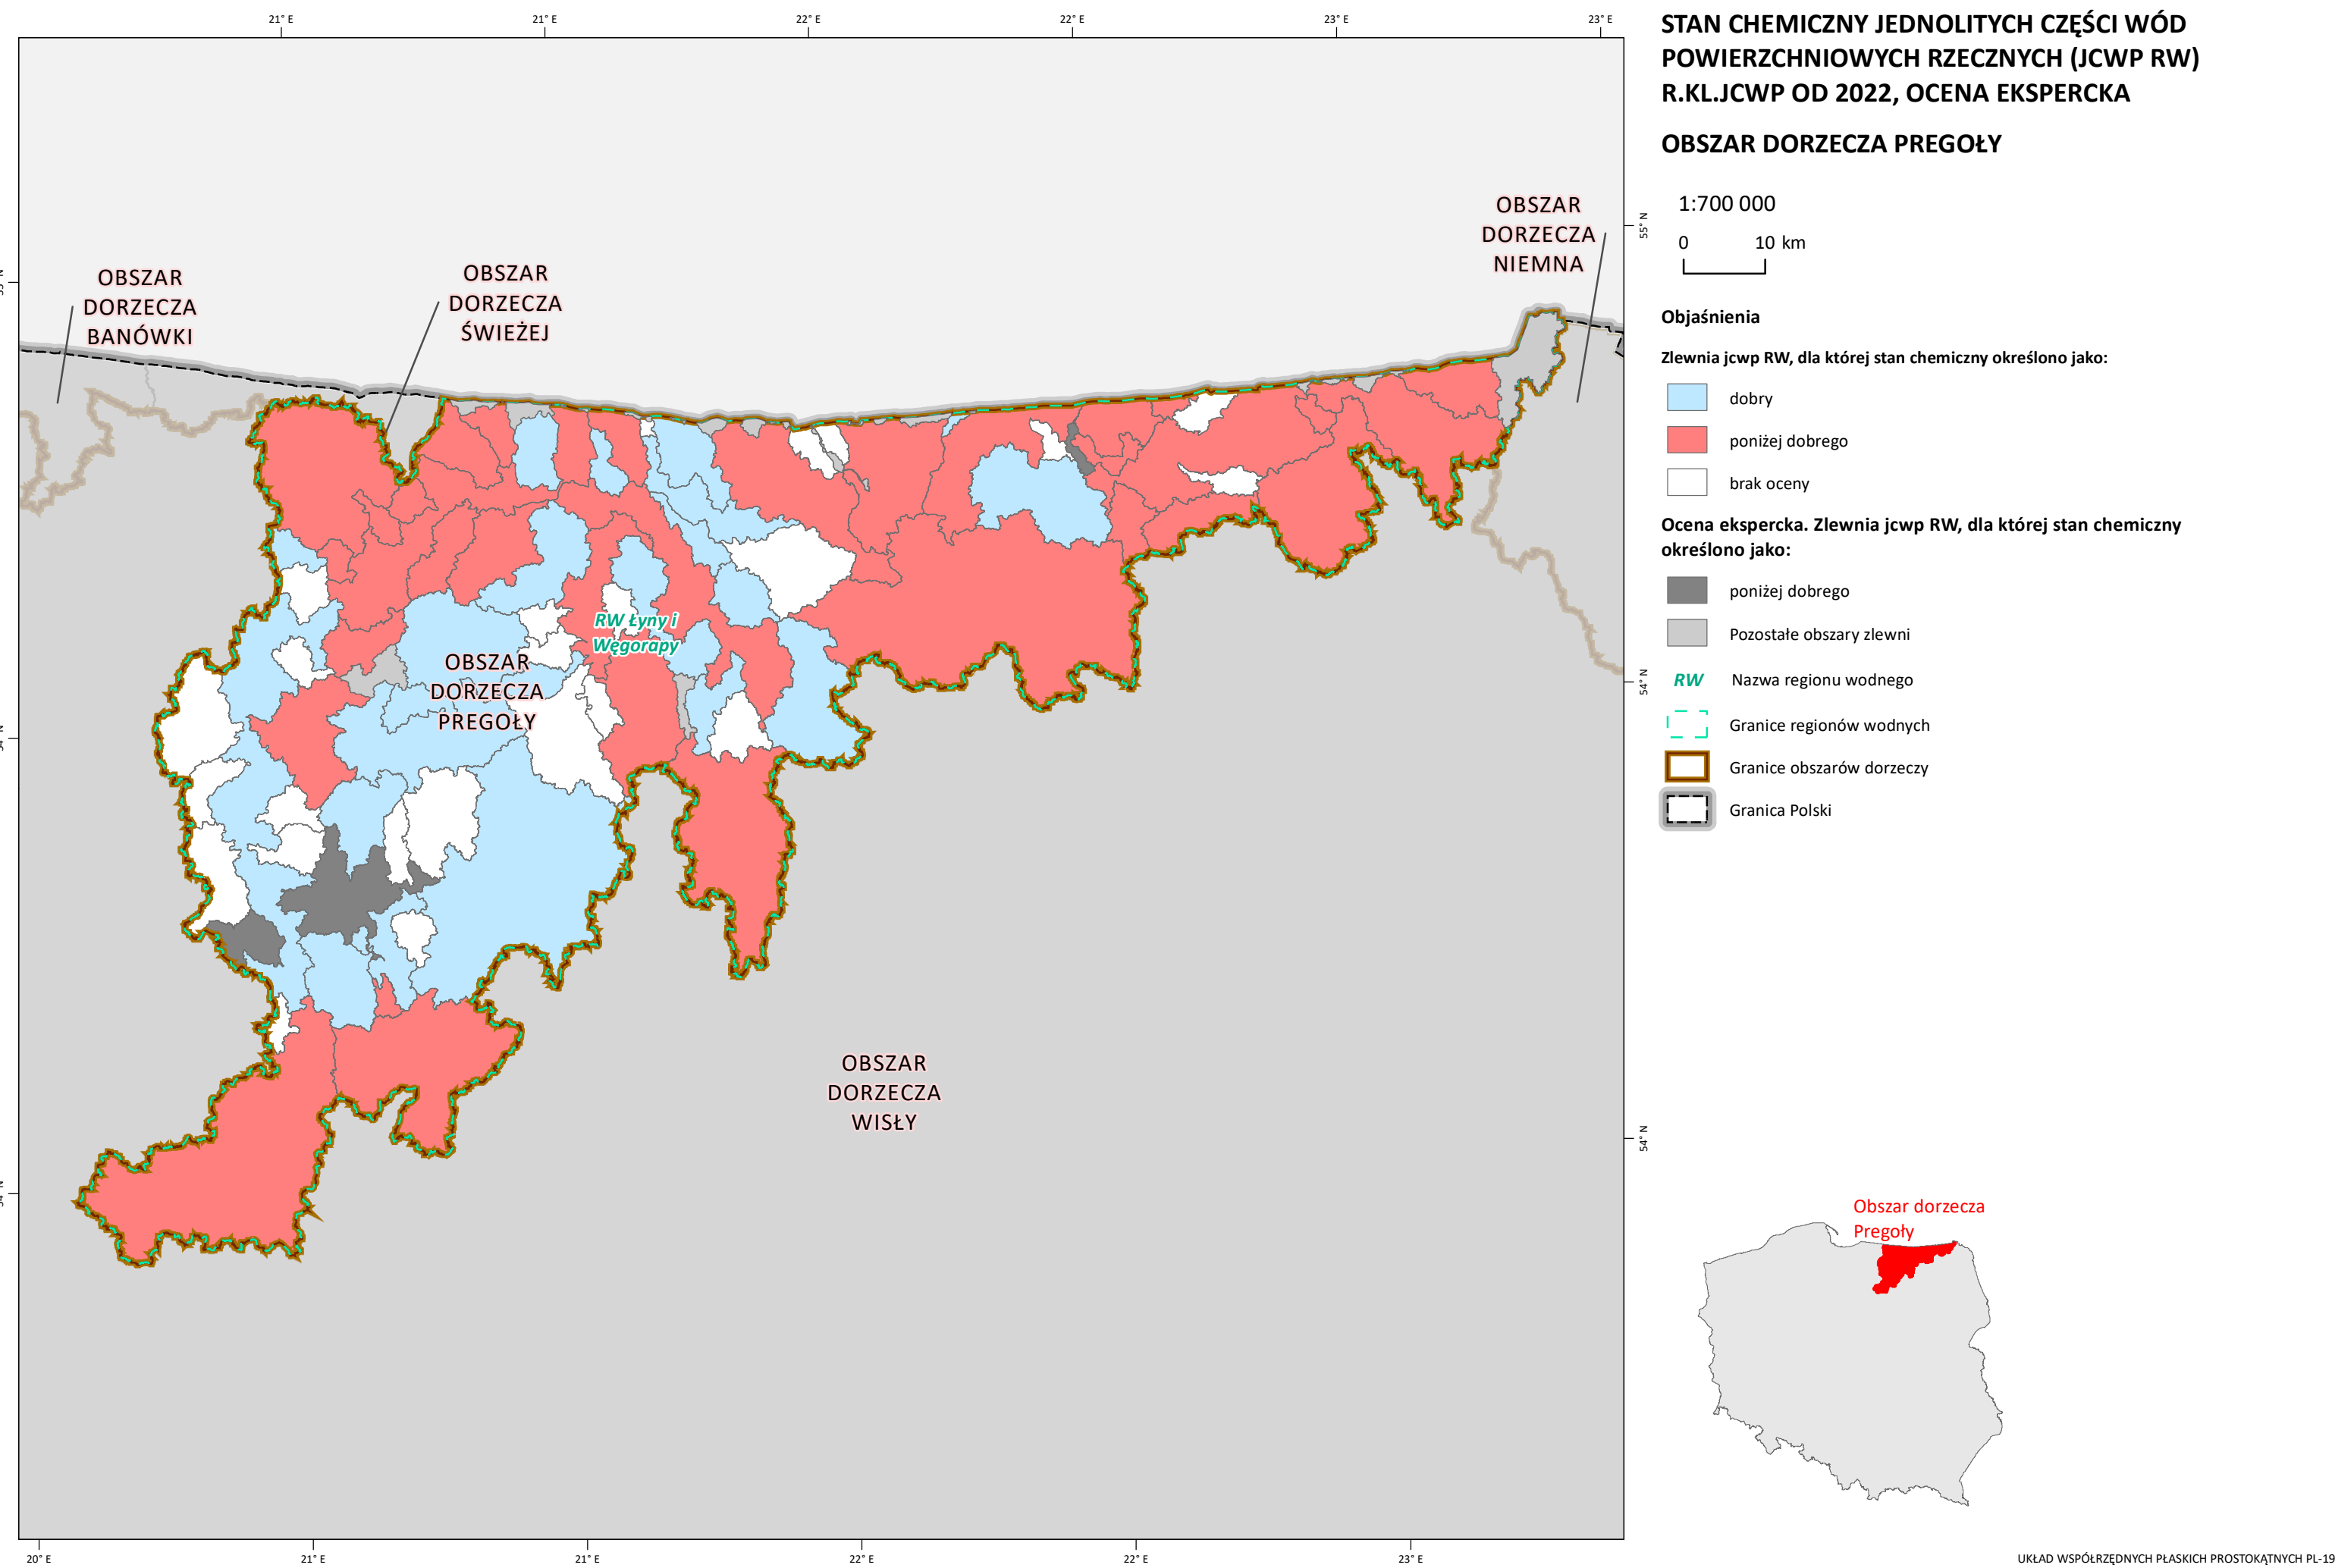 21° E
21° E
22° E
22° E
23° E
23° E
STAN CHEMICZNY JEDNOLITYCH CZĘŚCI WÓD
POWIERZCHNIOWYCH RZECZNYCH (JCWP RW)
R.KL.JCWP OD 2022, OCENA EKSPERCKA
OBSZAR DORZECZA PREGOŁY
1:700 000
0 10 km
Objaśnienia
Zlewnia jcwp RW, dla której stan chemiczny określono jako:
dobry
poniżej dobrego
brak oceny
Ocena ekspercka. Zlewnia jcwp RW, dla której stan chemiczny
określono jako:
poniżej dobrego
Pozostałe obszary zlewni
RW Nazwa regionu wodnego
Granice regionów wodnych
Granice obszarów dorzeczy
Granica Polski
OBSZAR
DORZECZA
BANÓWKI
OBSZAR
DORZECZA
ŚWIEŻEJ
OBSZAR
DORZECZA
NIEMNA
55° N
54° N
54° N
RW Łyny i
Węgorapy
OBSZAR
DORZECZA
PREGOŁY
OBSZAR
DORZECZA
WISŁY
Obszar dorzecza
Pregoły
20° E
21° E
21° E
22° E
22° E
23° E
UKŁAD WSPÓŁRZĘDNYCH PŁASKICH PROSTOKĄTNYCH PL-19